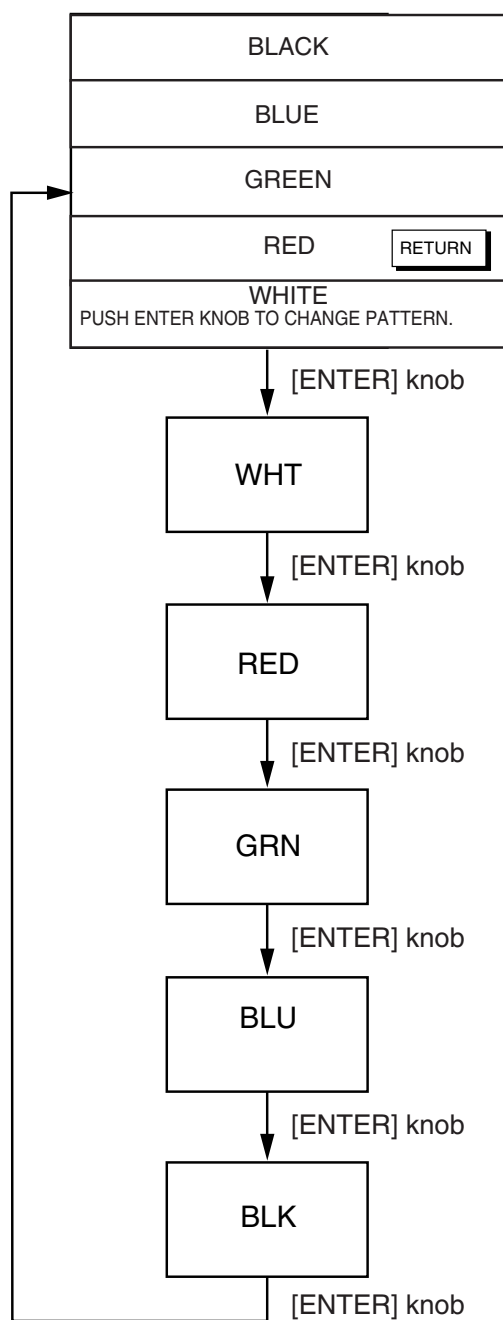 BLACK
BLUE
GREEN
RED
RETURN
WHITE
PUSH ENTER KNOB TO CHANGE PATTERN.
[ENTER] knob
WHT
[ENTER] knob
RED
[ENTER] knob
GRN
[ENTER] knob
BLU
[ENTER] knob
BLK
[ENTER] knob